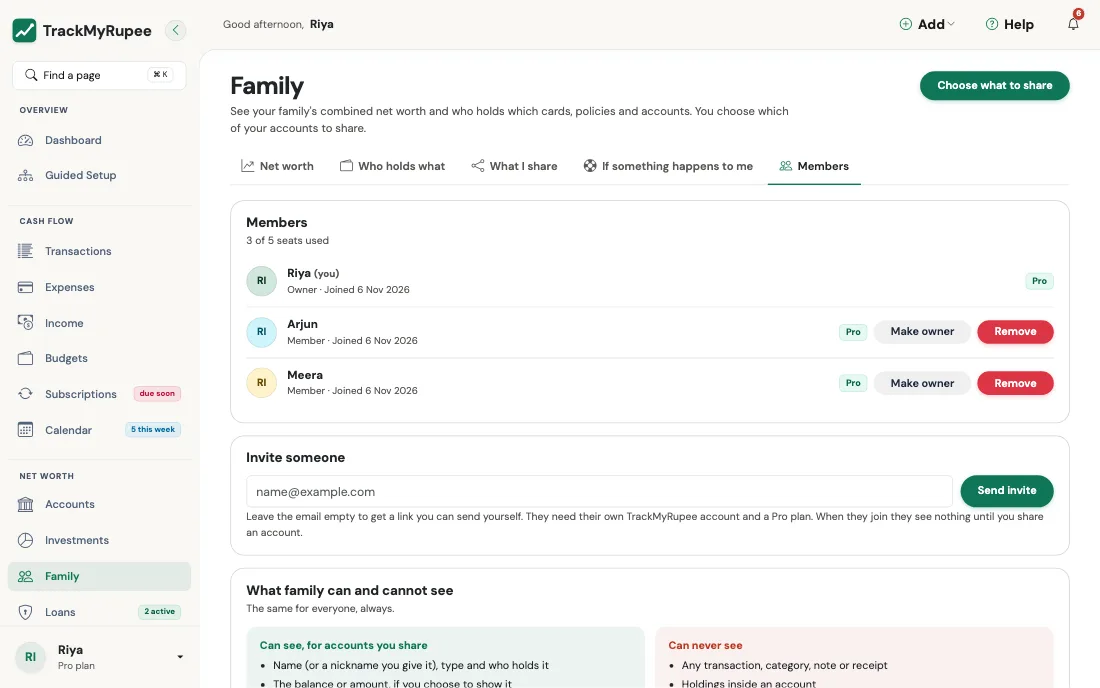 TrackMyRupee
Find a page
⌘ K
OVERVIEW
Dashboard
Guided Setup
CASH FLOW
Transactions
Expenses
Income
Budgets
Subscriptions due soon
Calendar 5 this week
NET WORTH
Accounts
Investments
Family
Loans 2 active
RI
Riya
Pro plan
Good afternoon, Riya
Add
Help
6
Family
Choose what to share
See your family's combined net worth and who holds which cards, policies and accounts. You choose which
of your accounts to share.
Net worth
Who holds what
What I share
If something happens to me
Members
Members
3 of 5 seats used
RI
Riya (you)
Owner · Joined 6 Nov 2026
Pro
RI
Arjun
Member · Joined 6 Nov 2026
Pro
Make owner
Remove
RI
Meera
Member · Joined 6 Nov 2026
Pro
Make owner
Remove
Invite someone
name@example.com
Send invite
Leave the email empty to get a link you can send yourself. They need their own TrackMyRupee account and a Pro plan. When they join they see nothing until you share
an account.
What family can and cannot see
The same for everyone, always.
Can see, for accounts you share
• Name (or a nickname you give it), type and who holds it
• The balance or amount, if you choose to show it
Can never see
• Any transaction, category, note or receipt
• Holdings inside an account